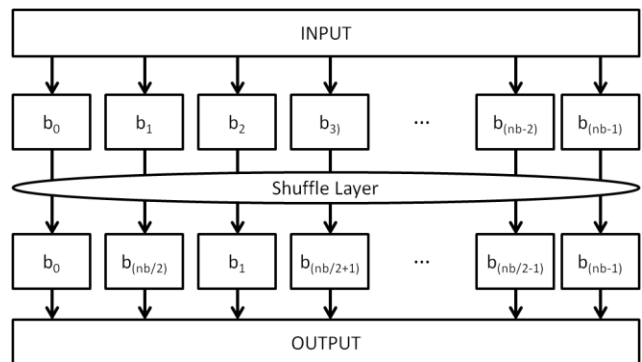 INPUT
b0 b1 b2 b3) ... b(nb-2) b(nb-1)
Shuffle Layer
b0 b(nb/2) b1 b(nb/2+1) ... b(nb/2-1) b(nb-1)
OUTPUT